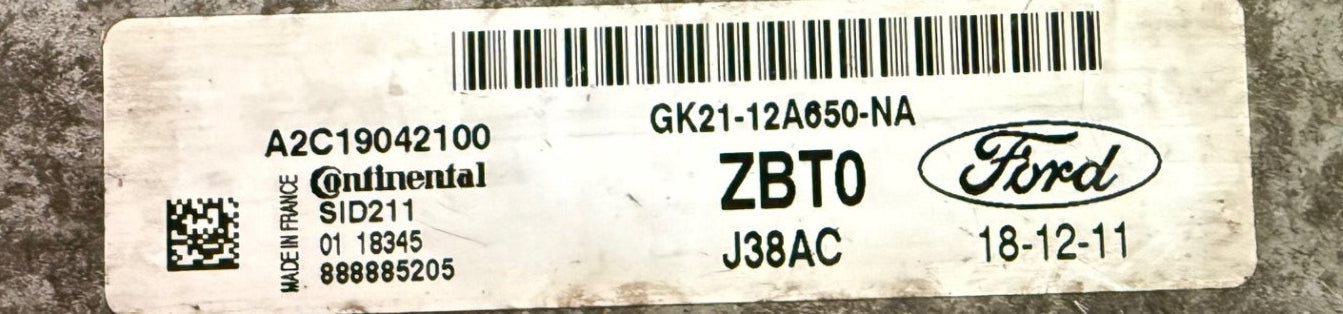 GK21-12A650-NA
A2C19042100
Continental
MADE IN FRANCE
SID211
01 18345
888885205
ZBT0
J38AC
Ford
18-12-11